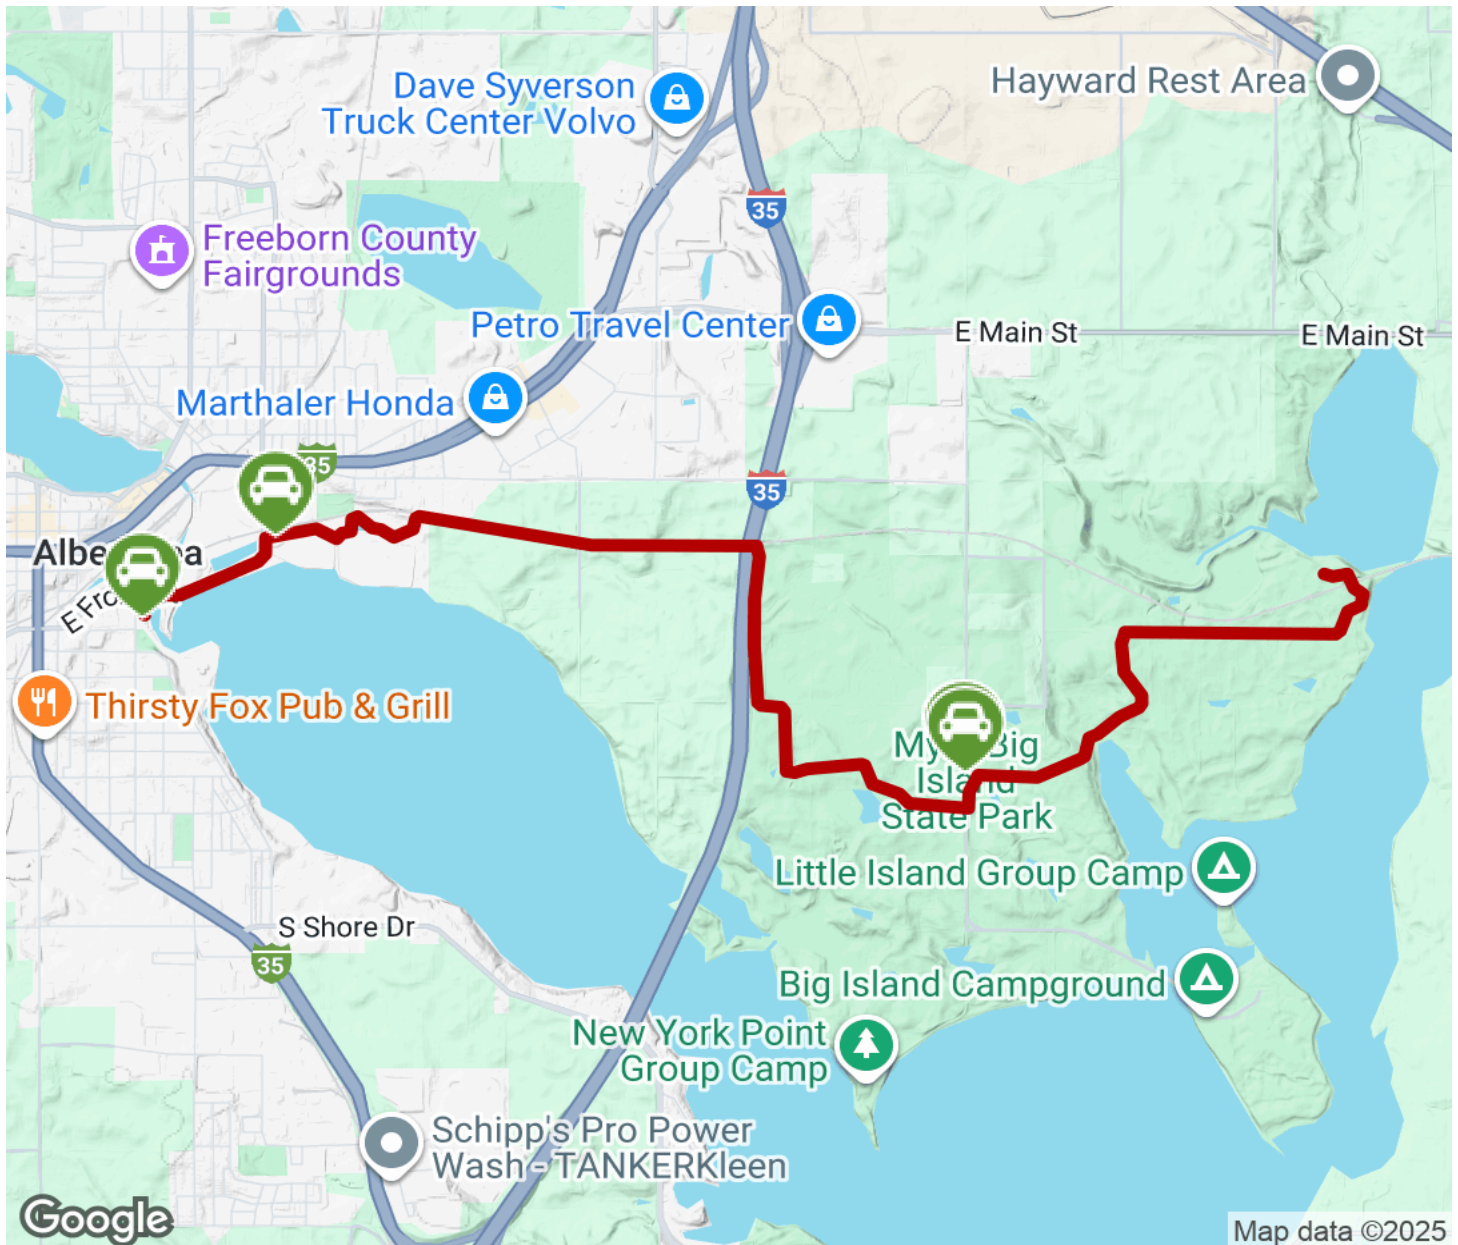 Dave Syverson
Truck Center Volvo
Hayward Rest Area
35
Freeborn County
Fairgrounds
Petro Travel Center
E Main St
E Main St
Marthaler Honda
35
35
E
Thirsty Fox Pub & Grill
Island
State Park
Little Island Group Camp
S Shore Dr
35
Big Island Campground
New York Point
Group Camp
Schipp's Pro Power
Wash - TANKERKleen
Google
Map data ©2025